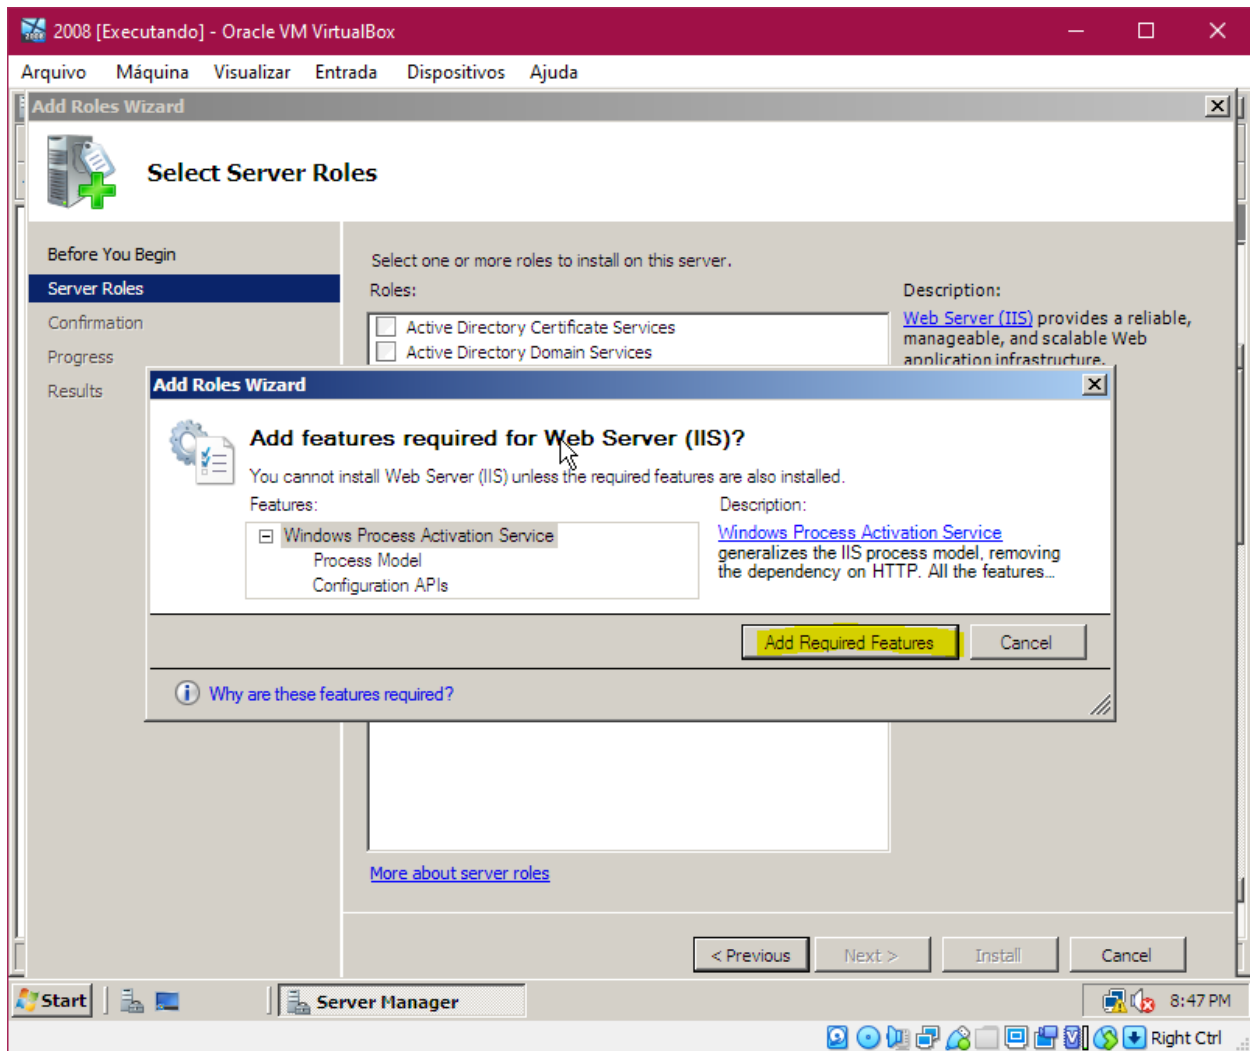 2008 [Executando] - Oracle VM VirtualBox
Arquivo Máquina Visualizar Entrada Dispositivos Ajuda
Add Roles Wizard
Select Server Roles
Before You Begin
Server Roles
Confirmation
Progress
Results
Select one or more roles to install on this server.
Roles:
Active Directory Certificate Services
Active Directory Domain Services
Description:
Web Server (IIS) provides a reliable,
manageable, and scalable Web
application infrastructure.
Add Roles Wizard
Add features required for Web Server (IIS)?
You cannot install Web Server (IIS) unless the required features are also installed.
Features:
Windows Process Activation Service
Process Model
Configuration APIs
Description:
Windows Process Activation Service
generalizes the IIS process model, removing
the dependency on HTTP. All the features...
Add Required Features Cancel
Why are these features required?
More about server roles
< Previous Next > Install Cancel
Start Server Manager 8:47 PM
Right Ctrl